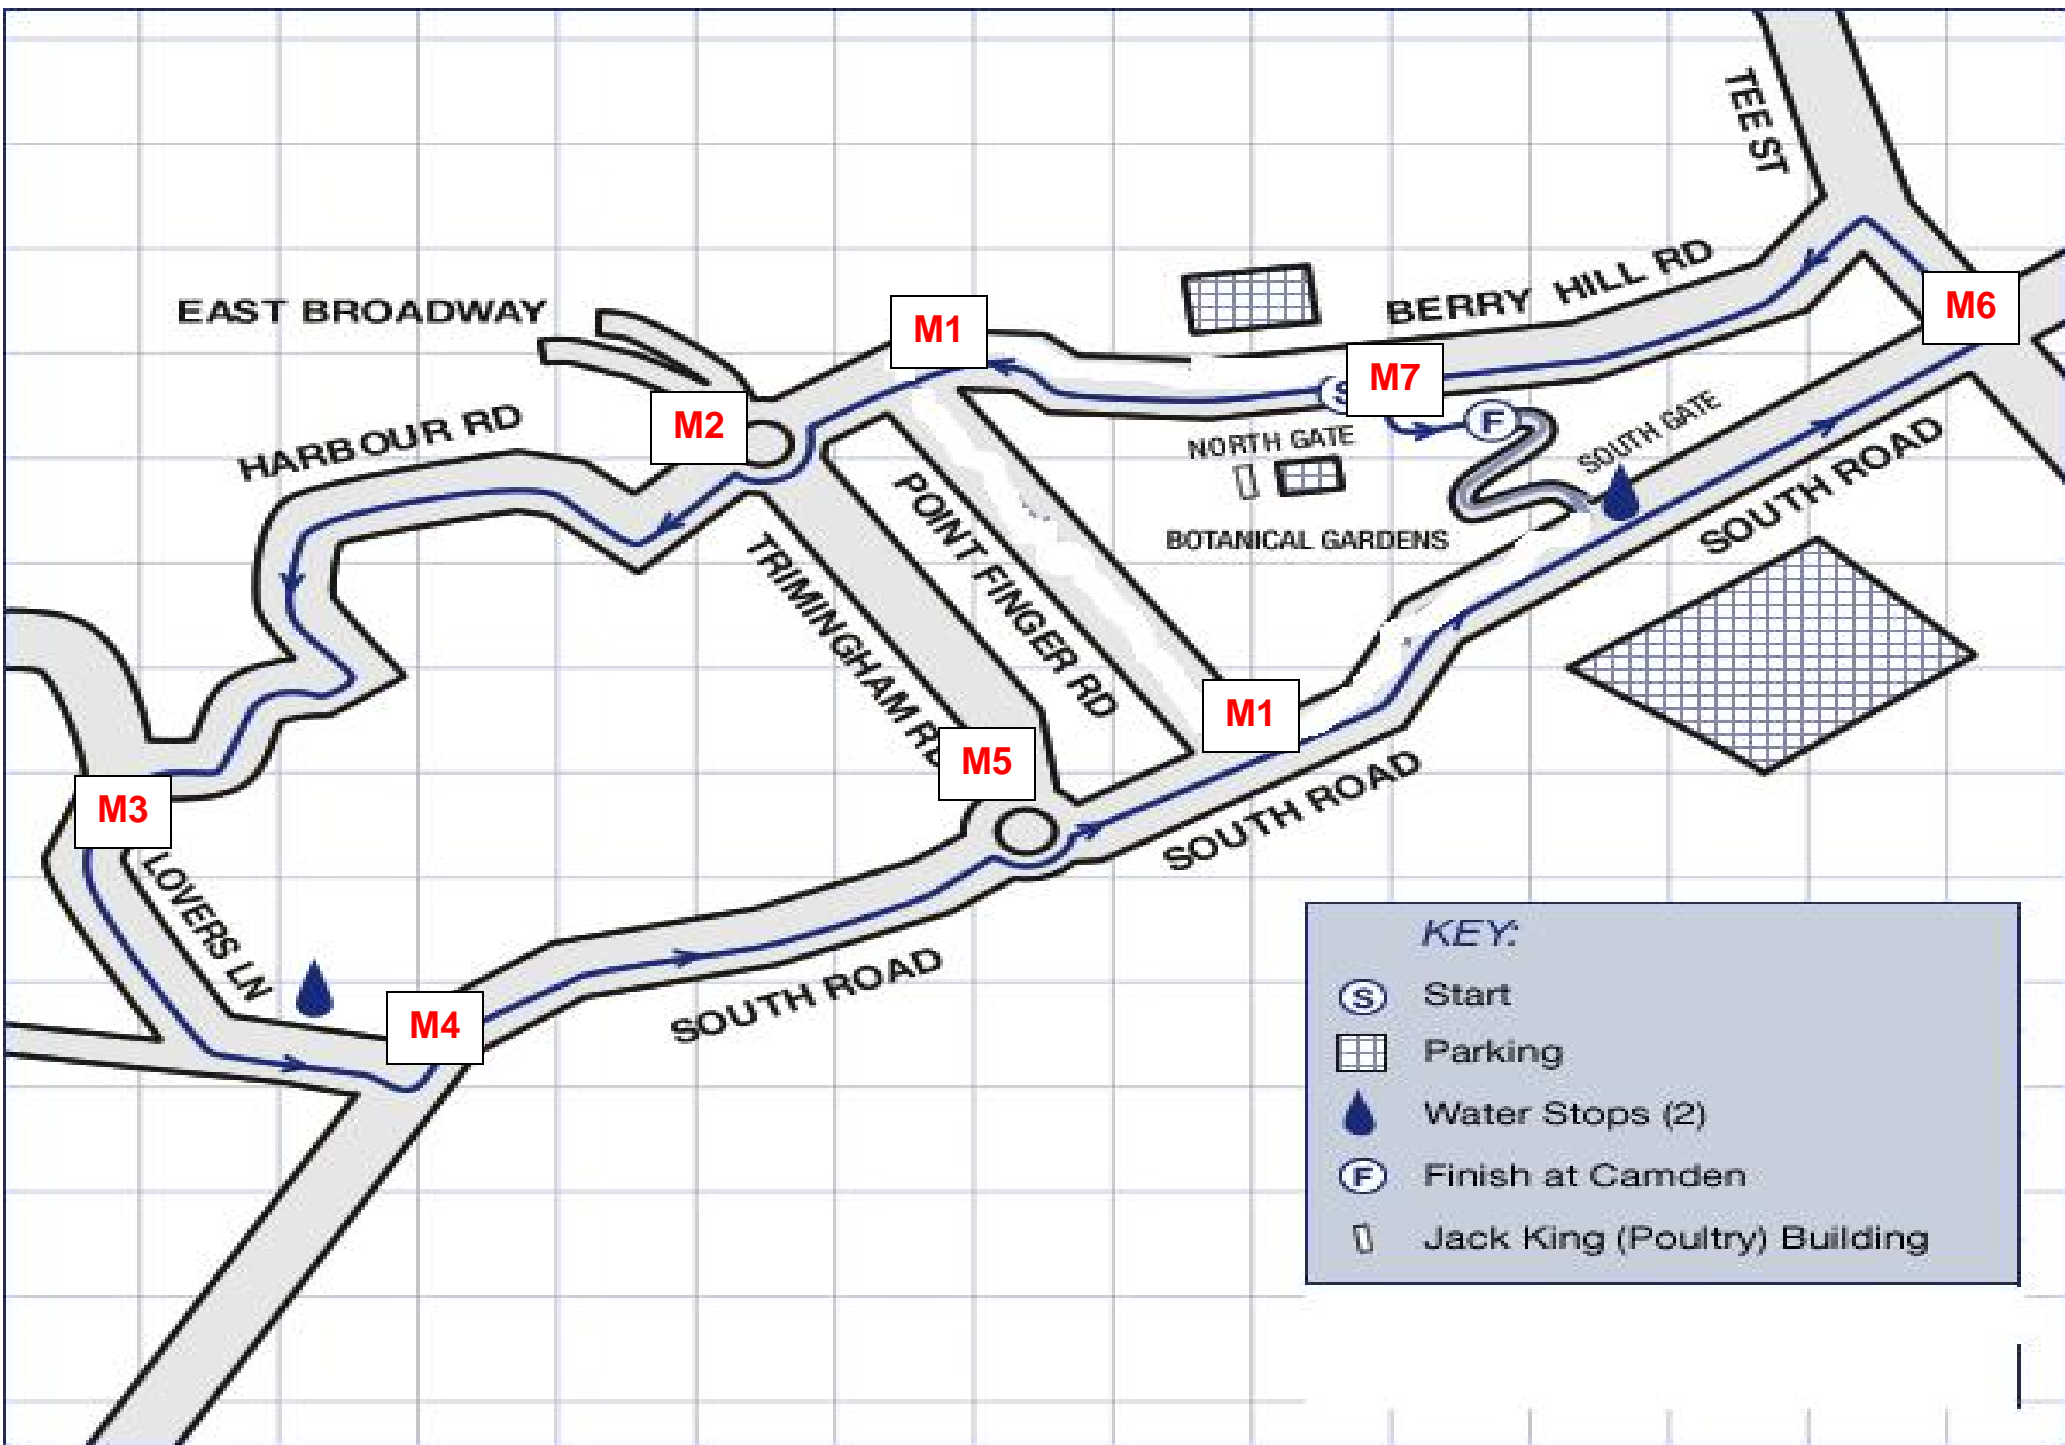 TEE ST
BERRY HILL RD
EAST BROADWAY
M6
M1
M7
S
M2
F
HARBOUR RD
NORTH GATE
SOUTH GATE
SOUTH ROAD
POINT FINGER RD
BOTANICAL GARDENS
TRIMINGHAM RD
M1
M5
M3
SOUTH ROAD
LOVERS LN
M4
SOUTH ROAD
KEY:
S Start
Parking
Water Stops (2)
F Finish at Camden
Jack King (Poultry) Building